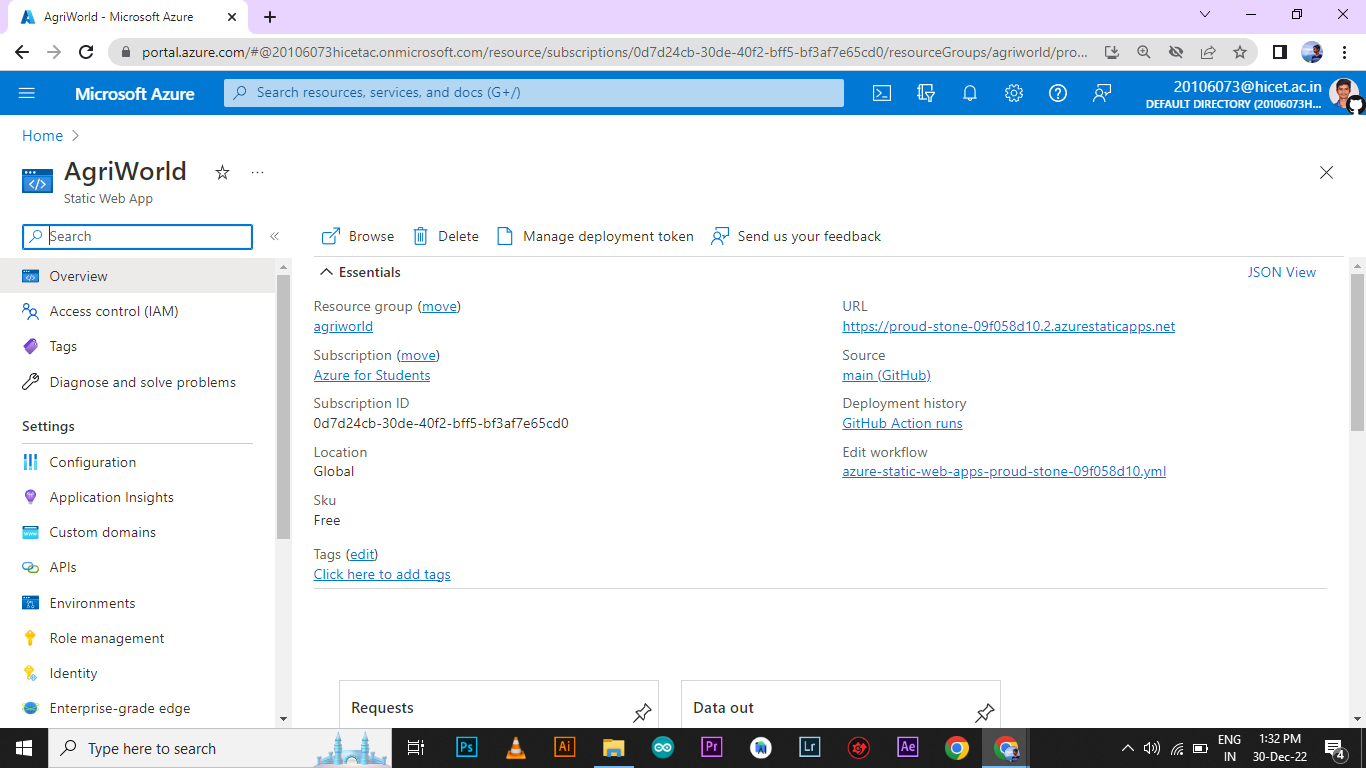 AgriWorld - Microsoft Azure
portal.azure.com/#@20106073hicetac.onmicrosoft.com/resource/subscriptions/0d7d24cb-30de-40f2-bff5-bf3af7e65cd0/resourceGroups/agriworld/pro...
Microsoft Azure
Search resources, services, and docs (G+/)
20106073@hicet.ac.in
DEFAULT DIRECTORY (20106073H...
Home
AgriWorld
Static Web App
Search
Browse
Delete
Manage deployment token
Send us your feedback
Overview
Access control (IAM)
Tags
Diagnose and solve problems
Settings
Configuration
Application Insights
Custom domains
APIs
Environments
Role management
Identity
Enterprise-grade edge
Essentials
JSON View
Resource group (move)
agriworld
Subscription (move)
Azure for Students
Subscription ID
0d7d24cb-30de-40f2-bff5-bf3af7e65cd0
Location
Global
Sku
Free
Tags (edit)
Click here to add tags
URL
https://proud-stone-09f058d10.2.azurestaticapps.net
Source
main (GitHub)
Deployment history
GitHub Action runs
Edit workflow
azure-static-web-apps-proud-stone-09f058d10.yml
Requests
Data out
Type here to search
Ps
Ai
Pr
Lr
Ae
ENG
IN
1:32 PM
30-Dec-22
4